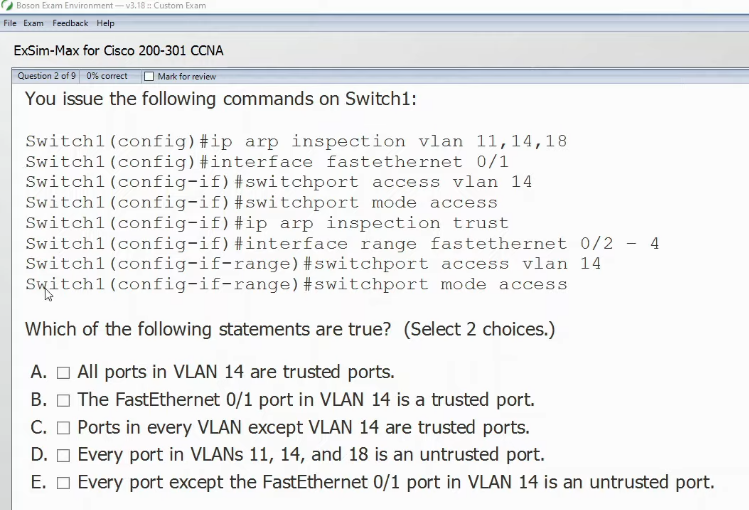 Boson Exam Environment — v3.18 :: Custom Exam
File Exam Feedback Help
ExSim-Max for Cisco 200-301 CCNA
Question 2 of 9 0% correct Mark for review
You issue the following commands on Switch1:
Switch1(config)#ip arp inspection vlan 11,14,18
Switch1(config)#interface fastethernet 0/1
Switch1(config-if)#switchport access vlan 14
Switch1(config-if)#switchport mode access
Switch1(config-if)#ip arp inspection trust
Switch1(config-if)#interface range fastethernet 0/2 – 4
Switch1(config-if-range)#switchport access vlan 14
Switch1(config-if-range)#switchport mode access
Which of the following statements are true? (Select 2 choices.)
A. All ports in VLAN 14 are trusted ports.
B. The FastEthernet 0/1 port in VLAN 14 is a trusted port.
C. Ports in every VLAN except VLAN 14 are trusted ports.
D. Every port in VLANs 11, 14, and 18 is an untrusted port.
E. Every port except the FastEthernet 0/1 port in VLAN 14 is an untrusted port.